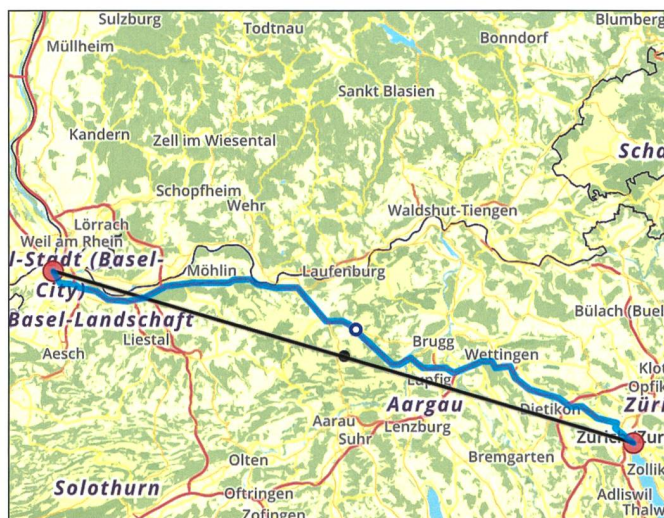 Sulzburg
Blumberg
Todtnau
Bonndorf
Müllheim
Sankt Blasien
Kandern
Zell im Wiesental
Scha
Schopfheim
Wehr
Waldshut-Tiengen
Lörrach
Weil am Rhein
l-Stadt (Basel-
City)
Möhlin
Laufenburg
Bülach (Buel
Basel-Landschaft
Liestal
Aesch
Brugg
Wettingen
Klot
Lupfig
Opfik
Aargau
Dietikon
Züri
Aarau
Suhr
Lenzburg
Zürich (Zur
Bremgarten
Olten
Zollik
Solothurn
Oftringen
Adliswil
Thalw
Zofingen